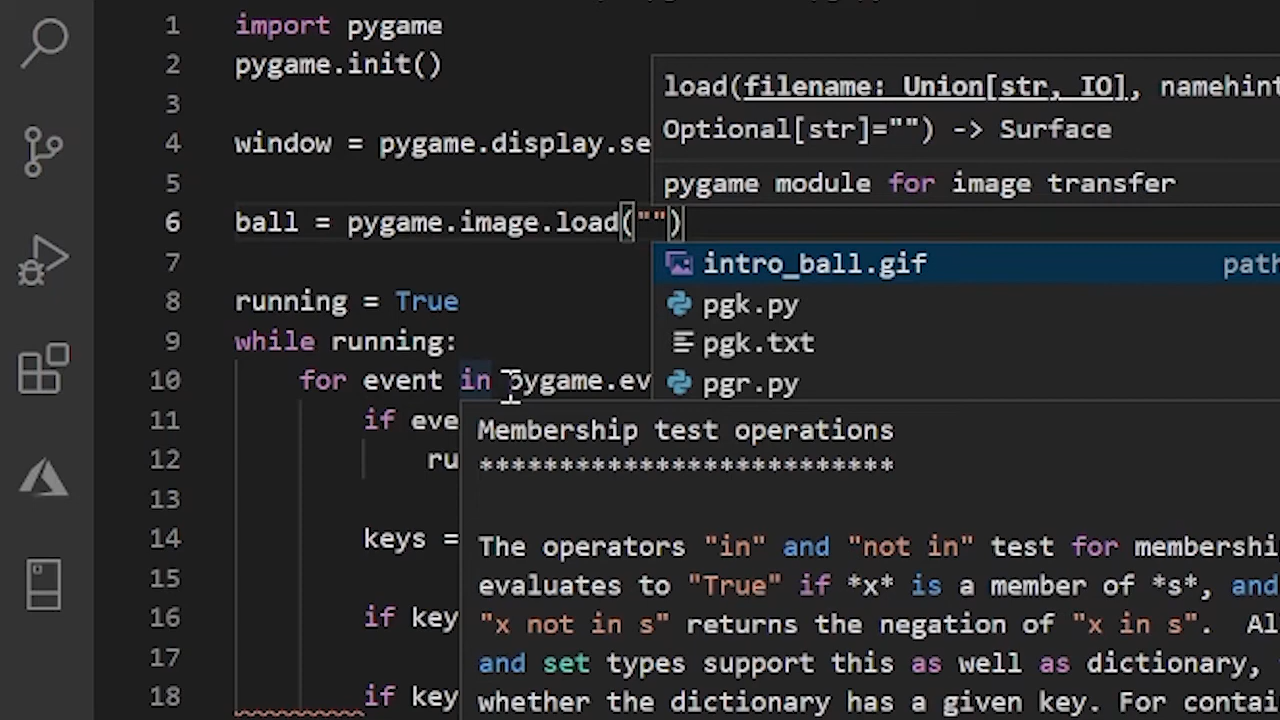 1 import pygame
2 pygame.init()
3
4 window = pygame.display.se
5
6 ball = pygame.image.load("")
7
8 running = True
9 while running:
10 for event in pygame.ev
11 if eve
12 ru
13
14 keys =
15
16 if key
17
18 if key
load(filename: Union[str, IO], namehint
Optional[str]="") -> Surface
pygame module for image transfer
intro_ball.gif path
pgk.py
pgk.txt
pgr.py
Membership test operations
**************************
The operators "in" and "not in" test for membershi
evaluates to "True" if *x* is a member of *s*, and
"x not in s" returns the negation of "x in s". Al
and set types support this as well as dictionary,
whether the dictionary has a given key. For contai